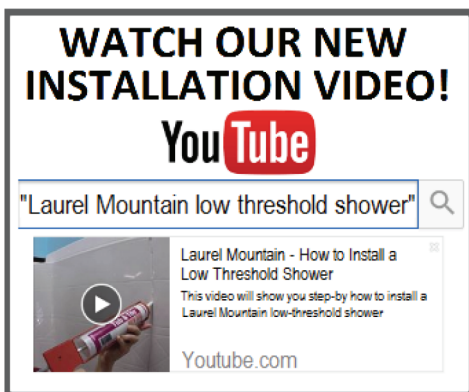 WATCH OUR NEW
INSTALLATION VIDEO!
YouTube
"Laurel Mountain low threshold shower"
Laurel Mountain - How to Install a
Low Threshold Shower
This video will show you step-by how to install a
Laurel Mountain low-threshold shower
Youtube.com